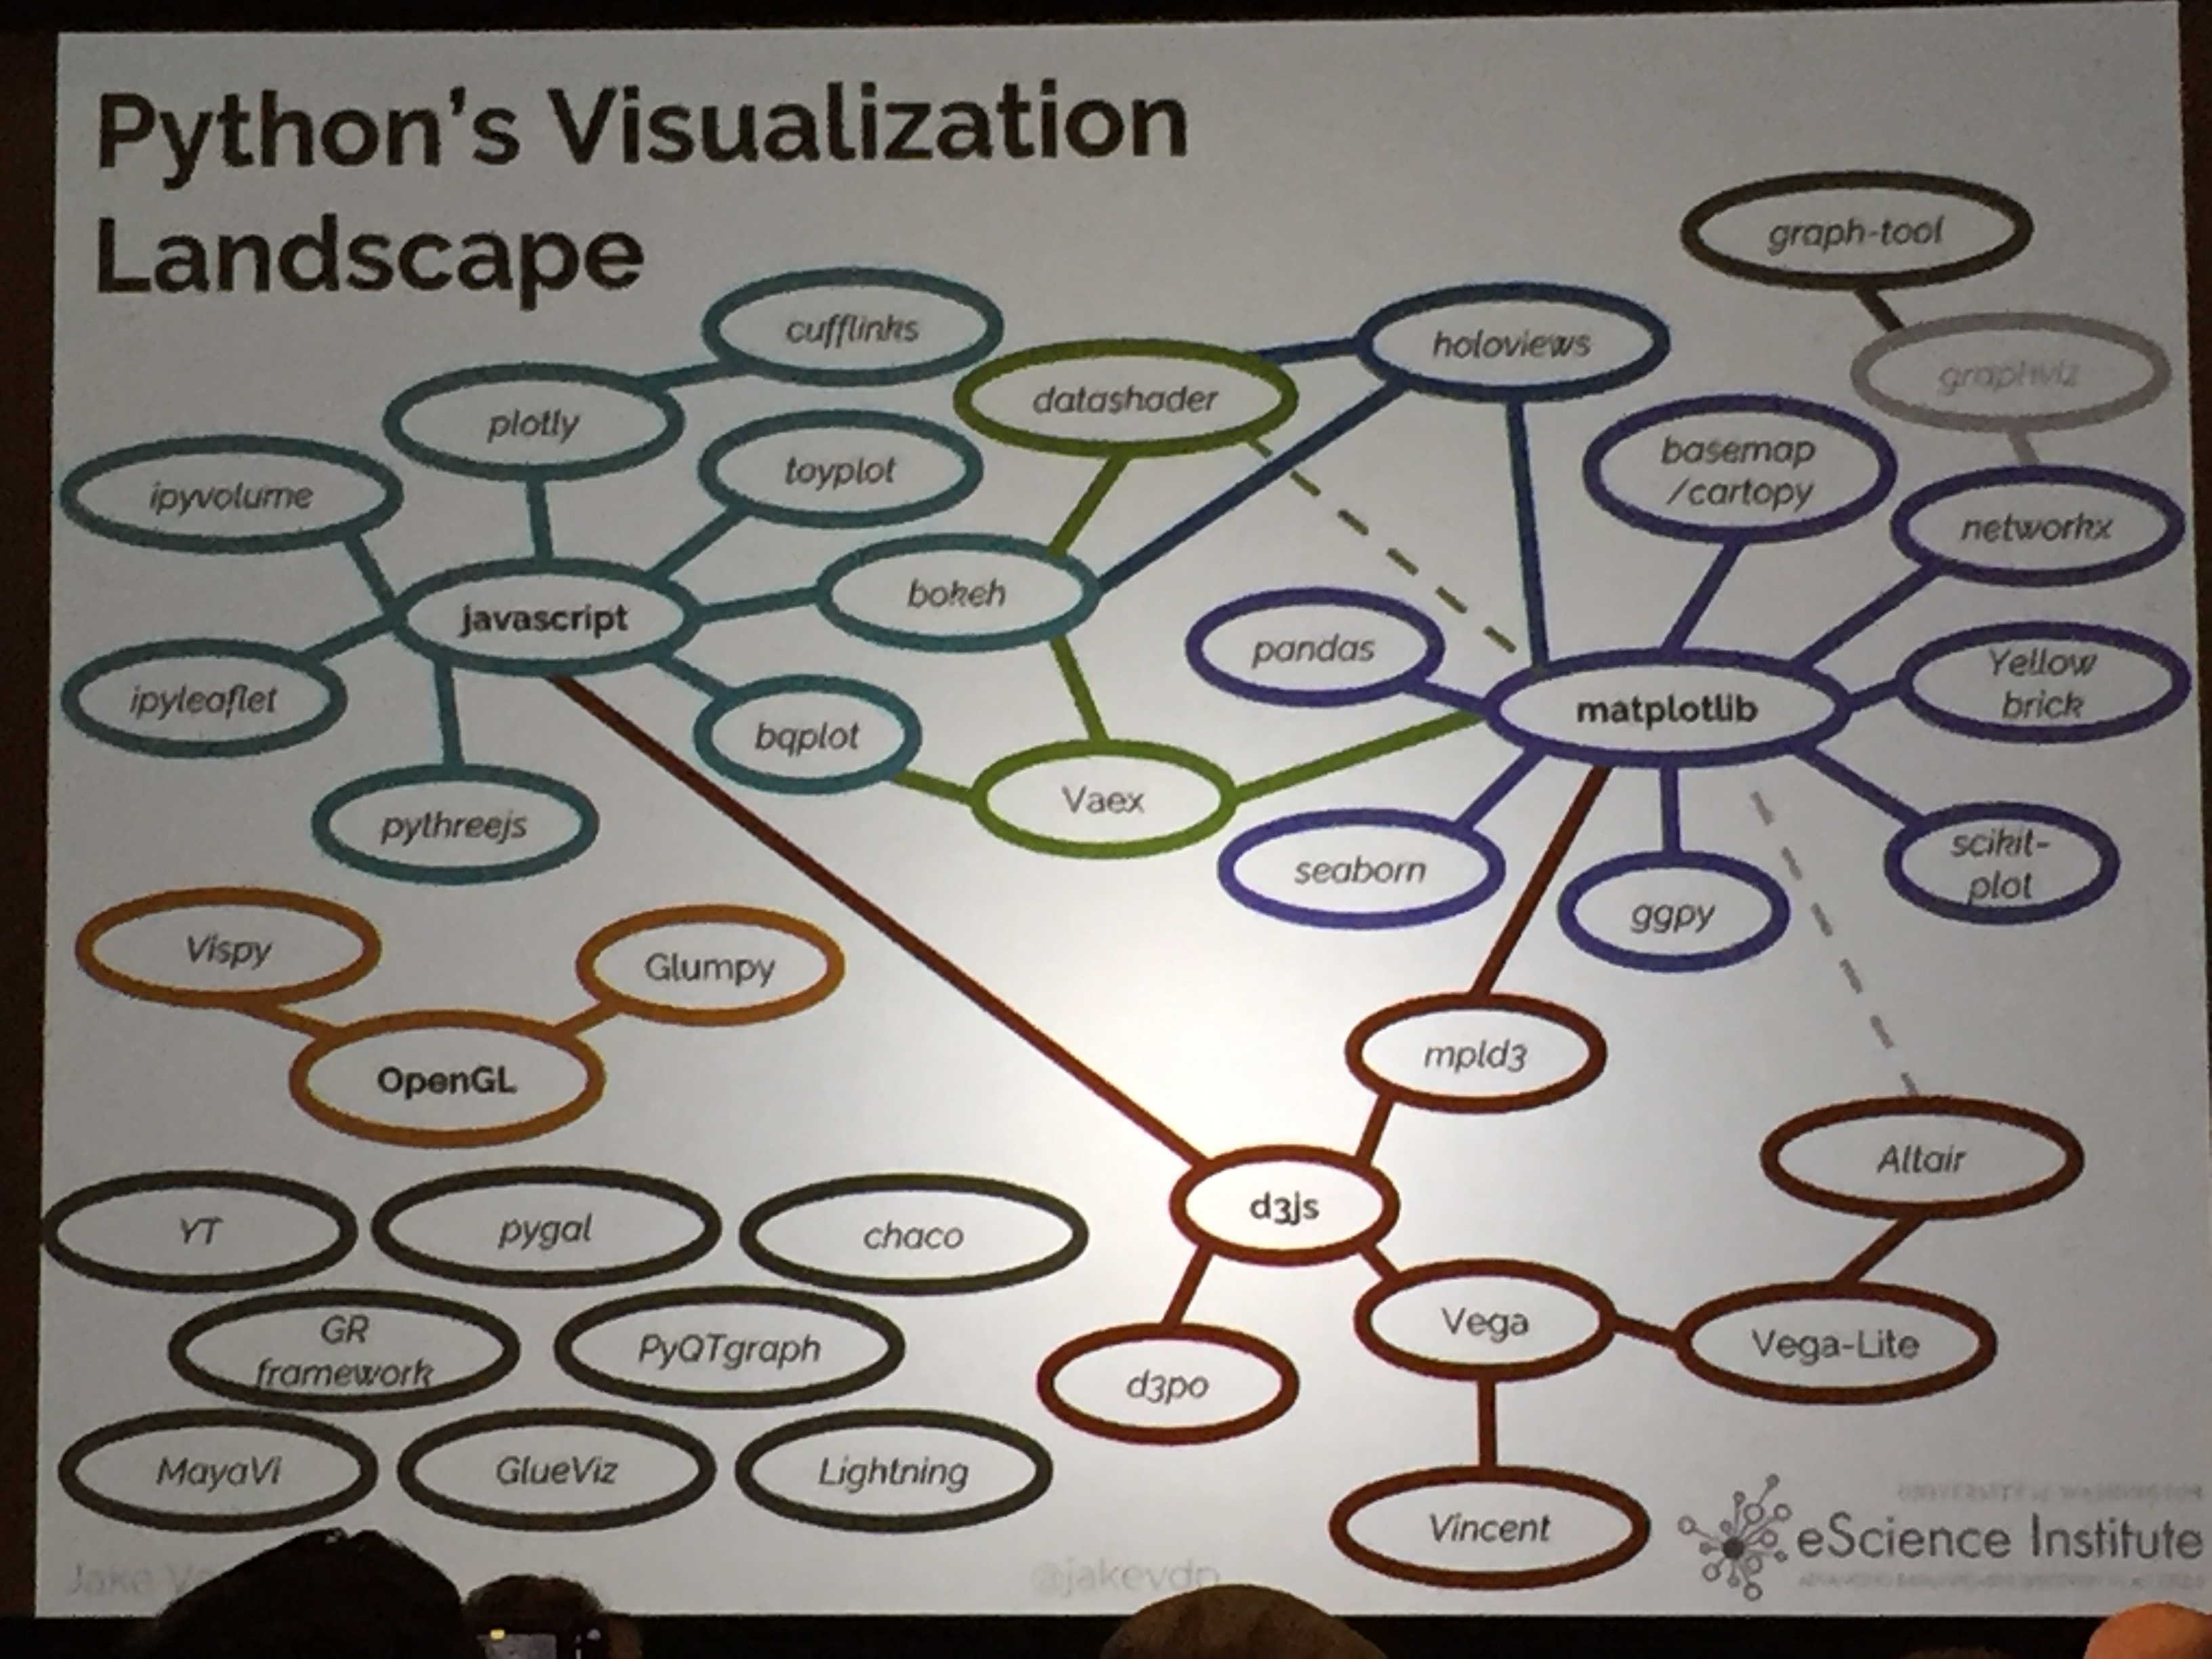 Python's Visualization
Landscape
graph-tool
cufflinks
holoviews
graphviz
datashader
plotly
toyplot
basemap
/cartopy
ipyvolume
networkx
bokeh
javascript
pandas
Yellow
brick
ipyleaflet
matplotlib
bqplot
Vaex
pythreejs
seaborn
scikit-
plot
ggpy
Vispy
Glumpy
OpenGL
mpld3
Altair
d3js
YT
pygal
chaco
Vega
Vega-Lite
GR
framework
PyQTgraph
d3po
MayaVi
GlueViz
Lightning
Vincent
eScience Institute
Jake
@jakevdp